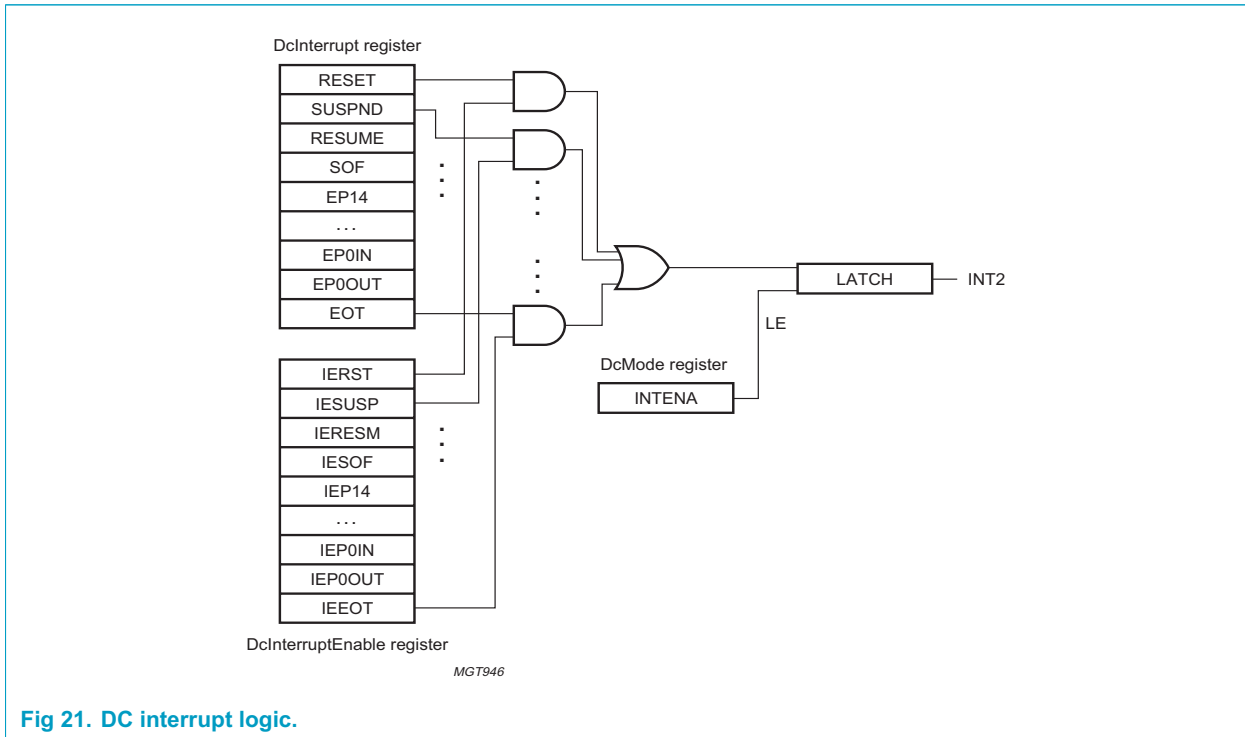 DcInterrupt register
RESET
SUSPND
RESUME
SOF
EP14
...
EP0IN
EP0OUT
EOT
IERST
IESUSP
IERESM
IESOF
IEP14
...
IEP0IN
IEP0OUT
IEEOT
DcInterruptEnable register
DcMode register
INTENA
LE
LATCH
INT2
MGT946
Fig 21. DC interrupt logic.